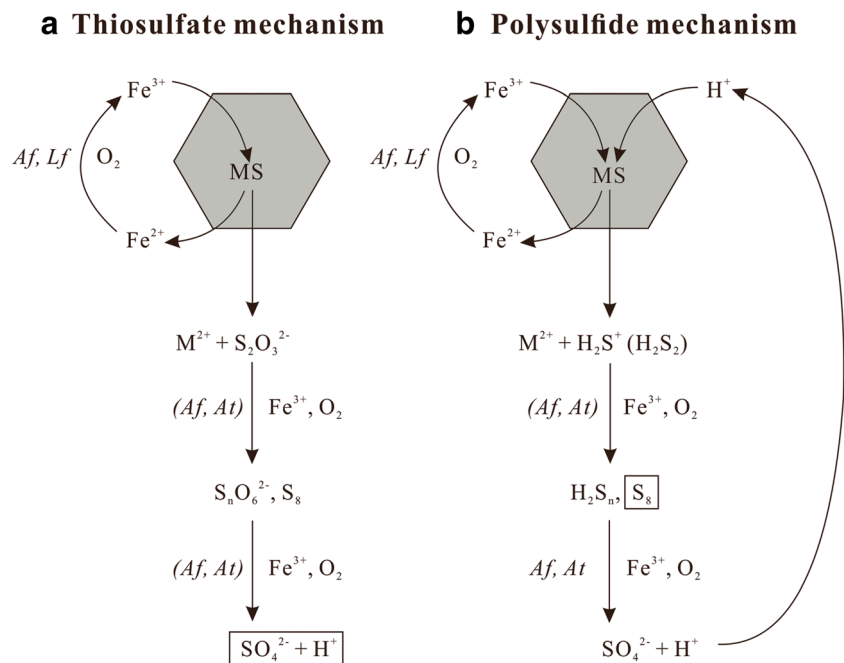 a Thiosulfate mechanism
Fe³⁺
Af, Lf
O₂
MS
Fe²⁺
M²⁺ + S₂O₃²⁻
(Af, At)
Fe³⁺, O₂
SₙO₆²⁻, S₈
(Af, At)
Fe³⁺, O₂
SO₄²⁻ + H⁺
b Polysulfide mechanism
Fe³⁺
H⁺
Af, Lf
O₂
MS
Fe²⁺
M²⁺ + H₂S⁺ (H₂S₂)
(Af, At)
Fe³⁺, O₂
H₂Sₙ, S₈
Af, At
Fe³⁺, O₂
SO₄²⁻ + H⁺